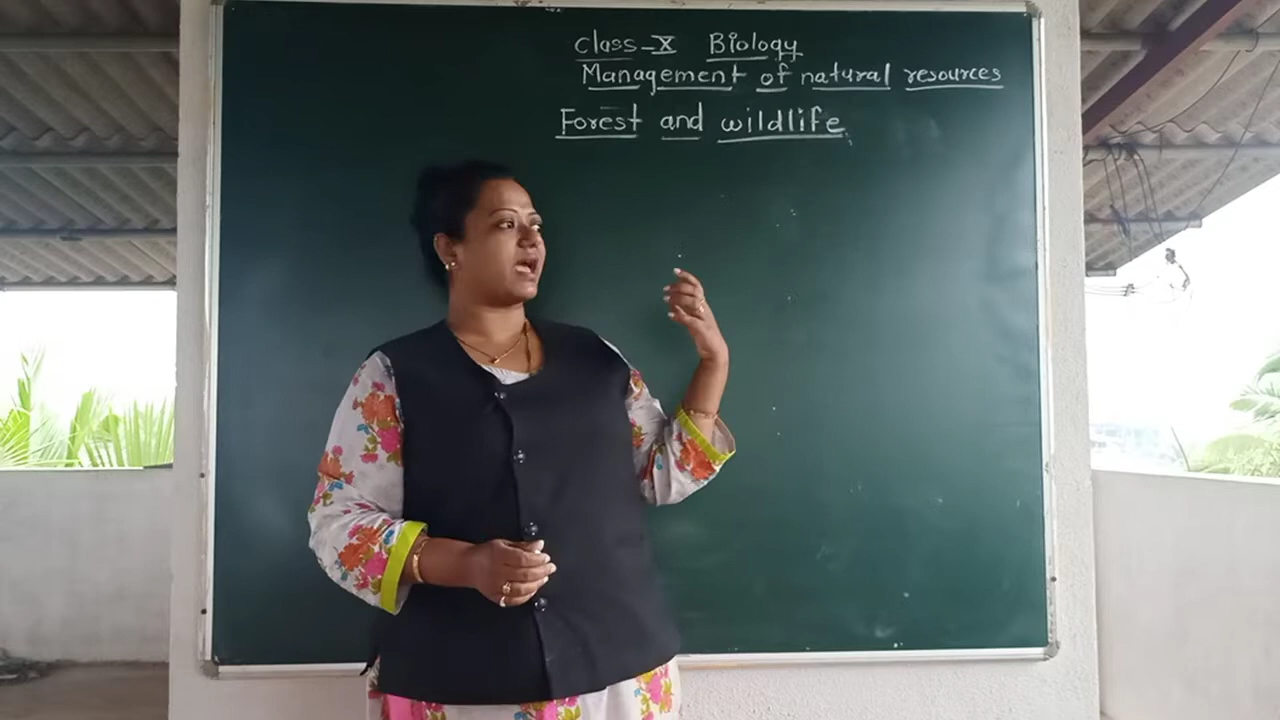 class-X Biology
Management of natural resources
Forest and wildlife